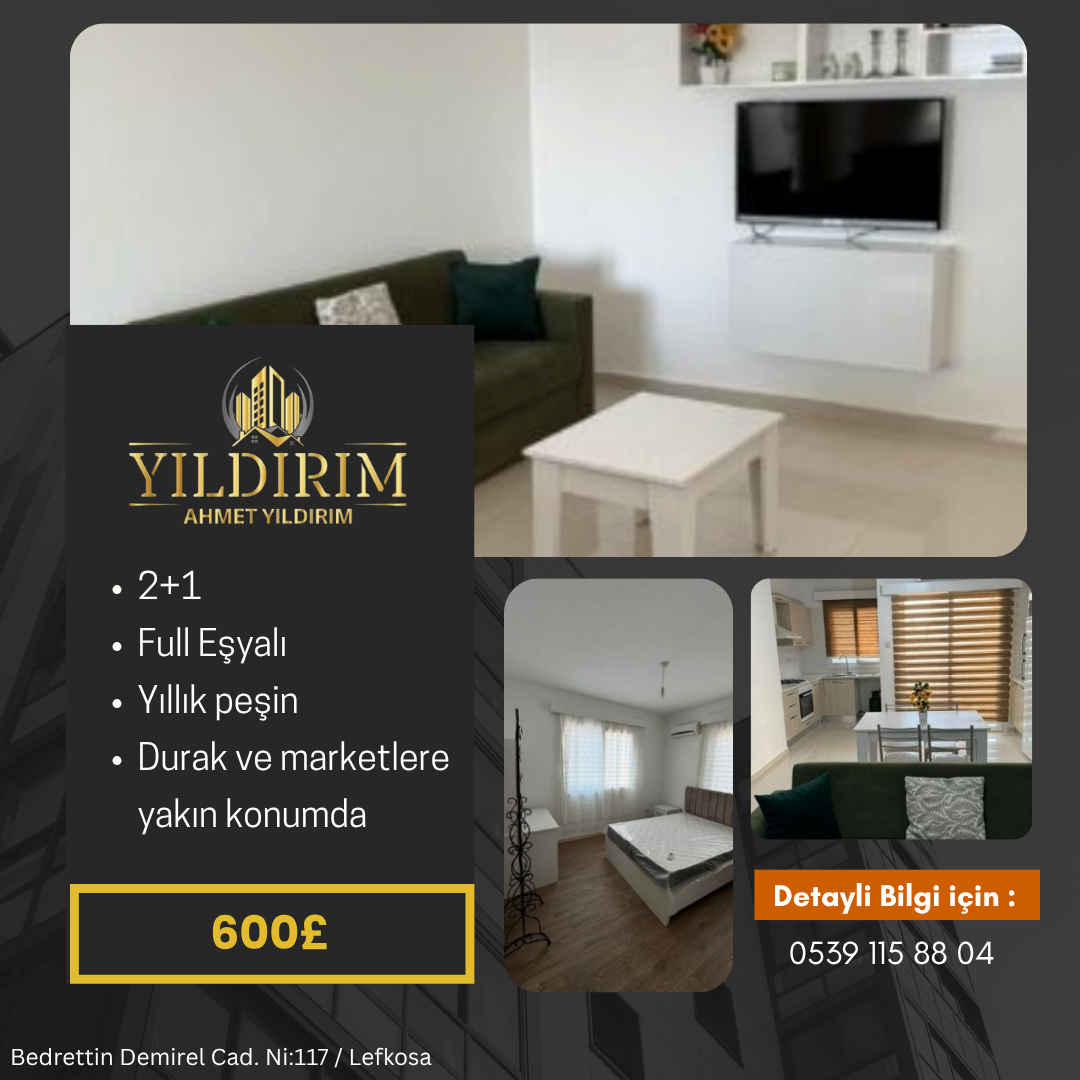 YILDIRIM
AHMET YILDIRIM
• 2+1
• Full Eşyalı
• Yıllık peşin
• Durak ve marketlere
yakın konumda
600£
Detayli Bilgi için :
0539 115 88 04
Bedrettin Demirel Cad. Ni:117 / Lefkosa